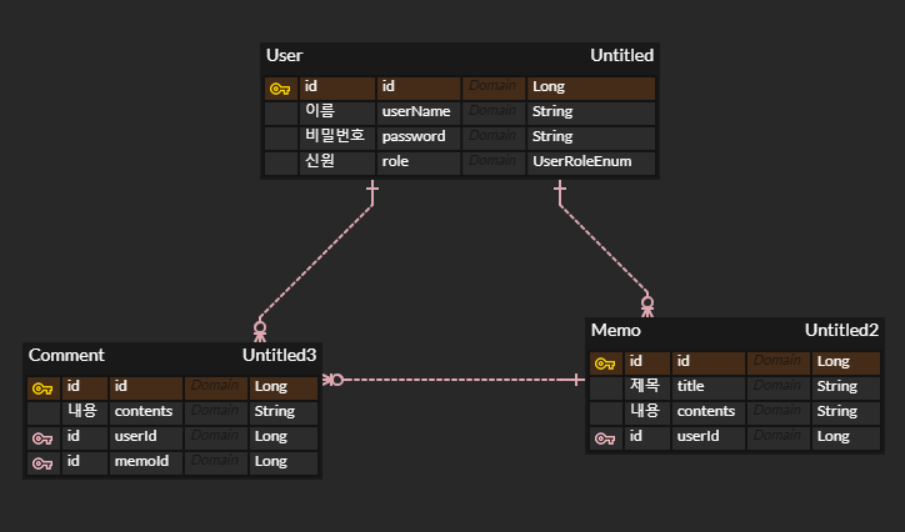 User Untitled
id id Domain Long
이름 userName Domain String
비밀번호 password Domain String
신원 role Domain UserRoleEnum
Comment Untitled3
id id Domain Long
내용 contents Domain String
id userId Domain Long
id memoId Domain Long
Memo Untitled2
id id Domain Long
제목 title Domain String
내용 contents Domain String
id userId Domain Long